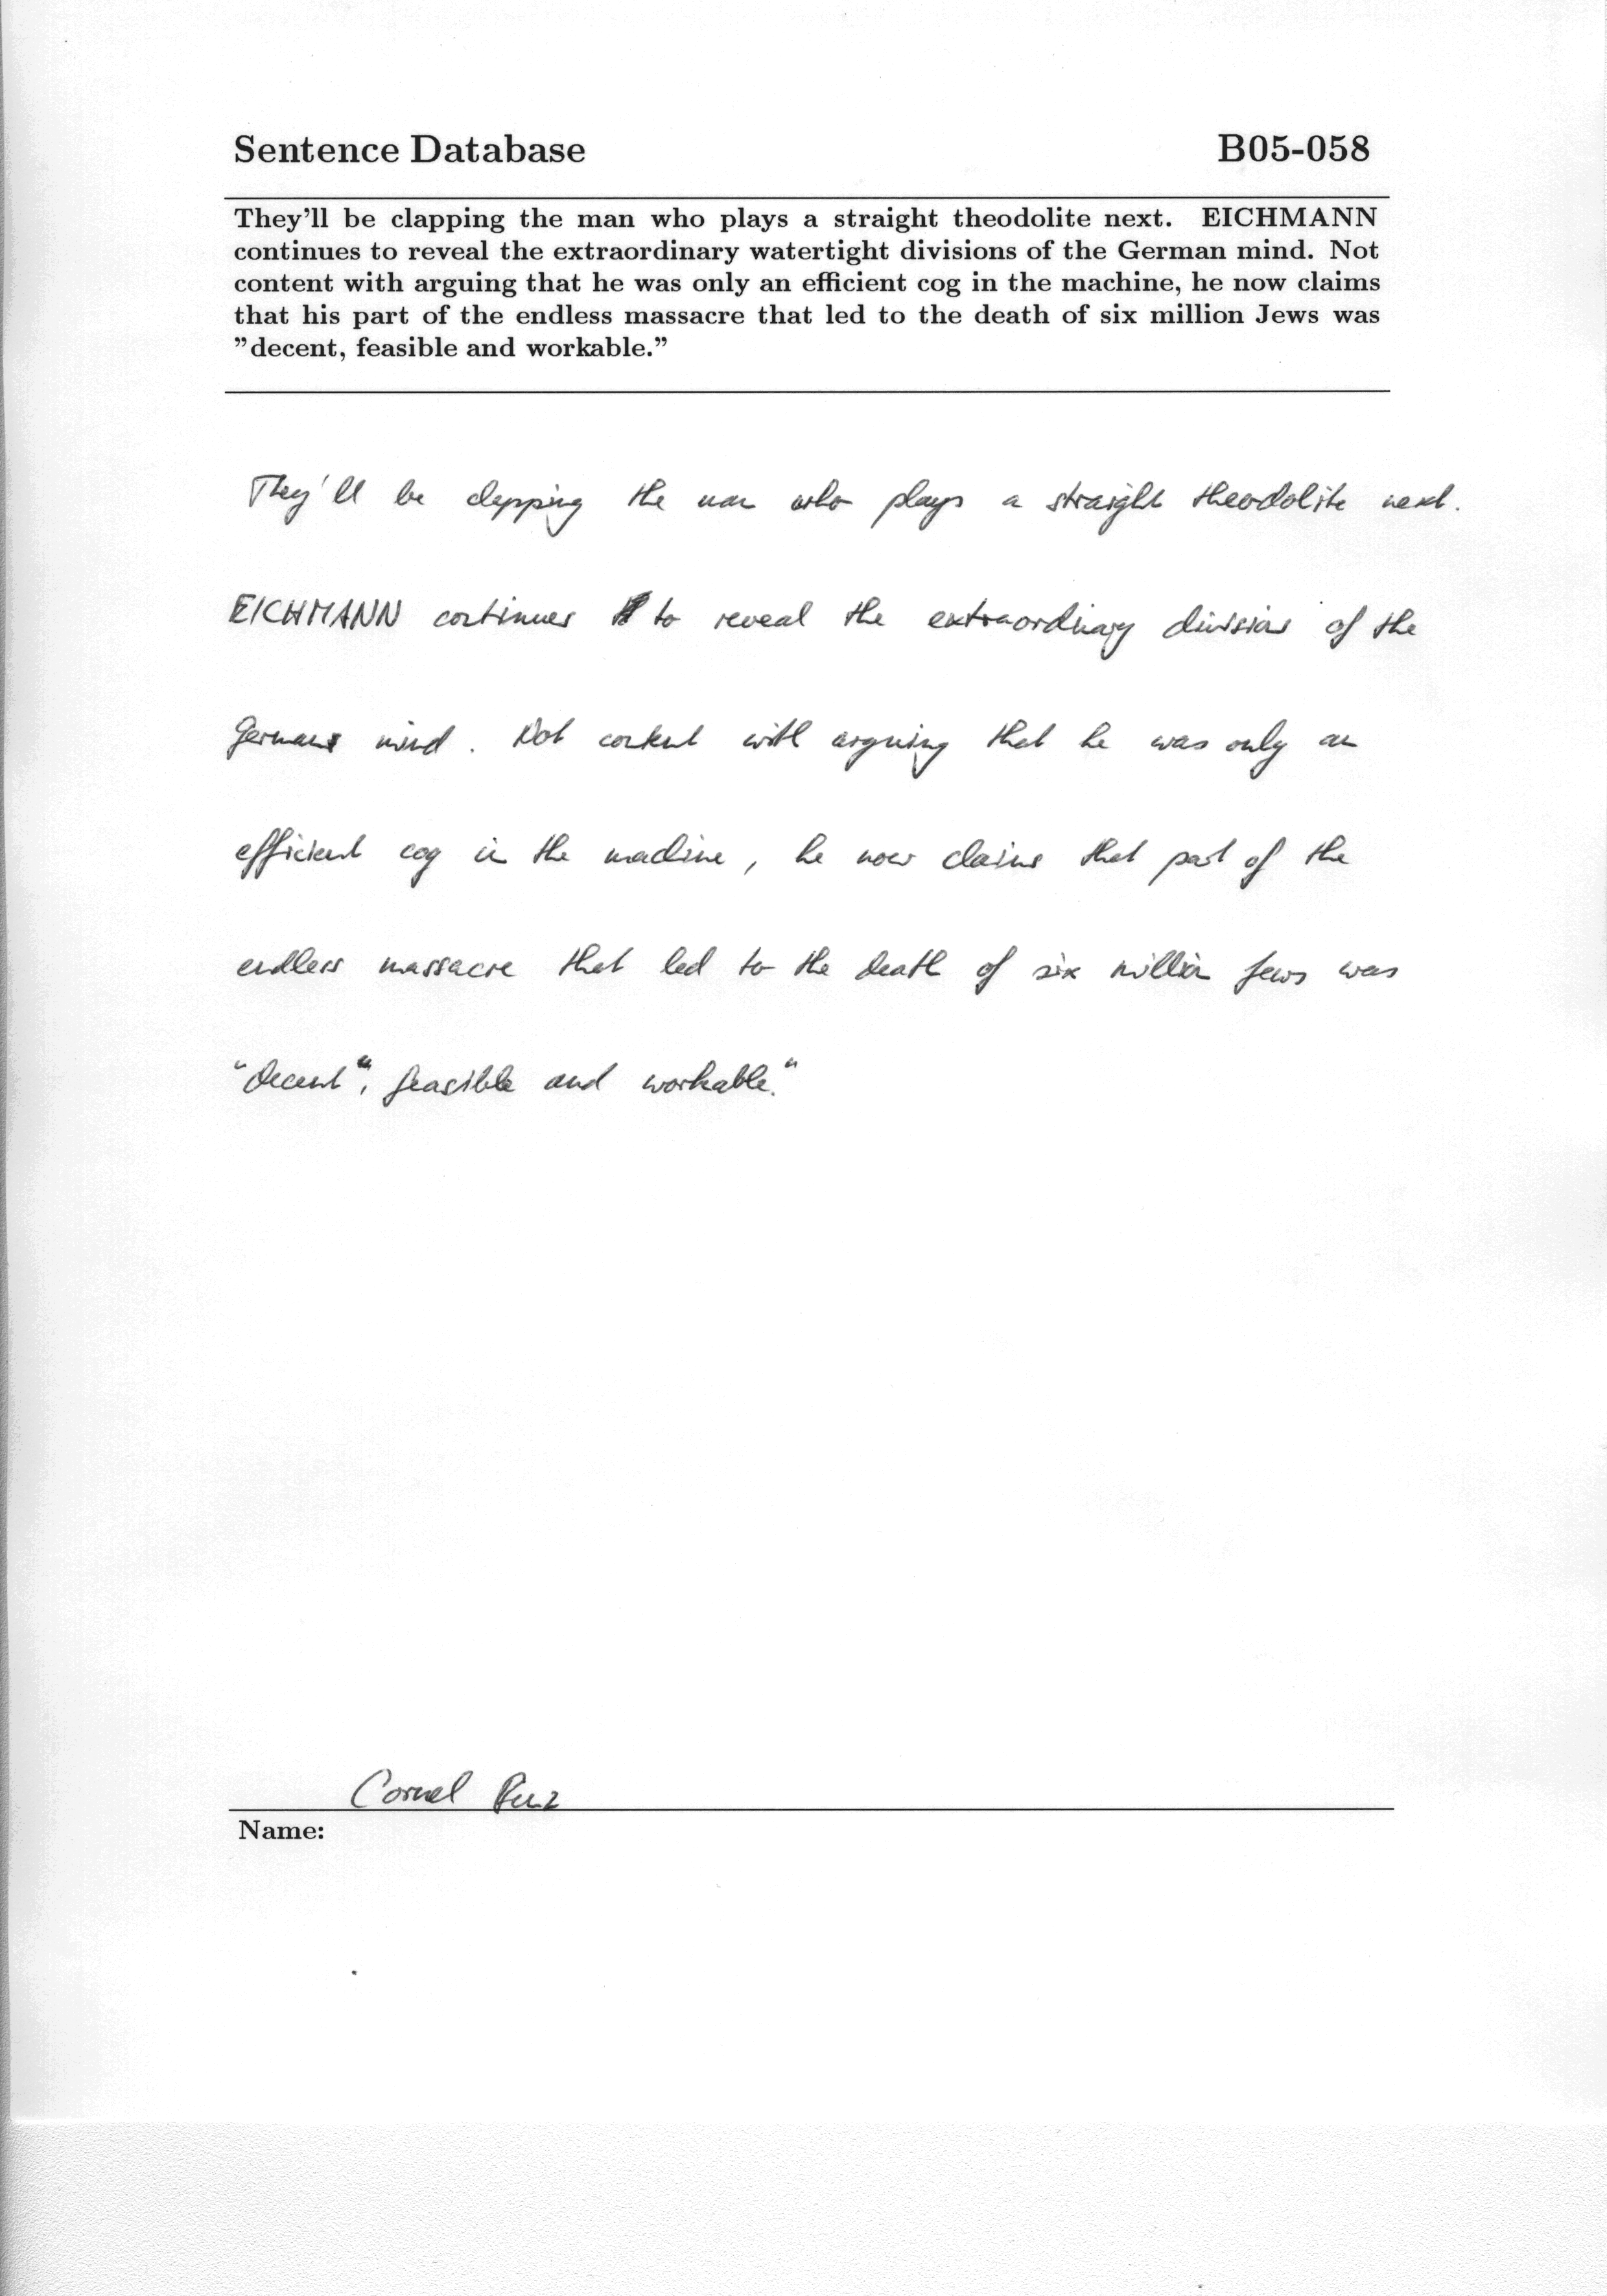 Sentence Database B05-058
They'll be clapping the man who plays a straight theodolite next. EICHMANN
continues to reveal the extraordinary watertight divisions of the German mind. Not
content with arguing that he was only an efficient cog in the machine, he now claims
that his part of the endless massacre that led to the death of six million Jews was
”decent, feasible and workable.”
They'll be clapping the man who plays a straight theodolite next.
EICHMANN continues to reveal the extraordinary divisions of the
German mind. Not content with arguing that he was only an
efficient cog in the machine, he now claims that part of the
endless massacre that led to the death of six million Jews was
"decent", feasible and workable."
Cornel
Name: